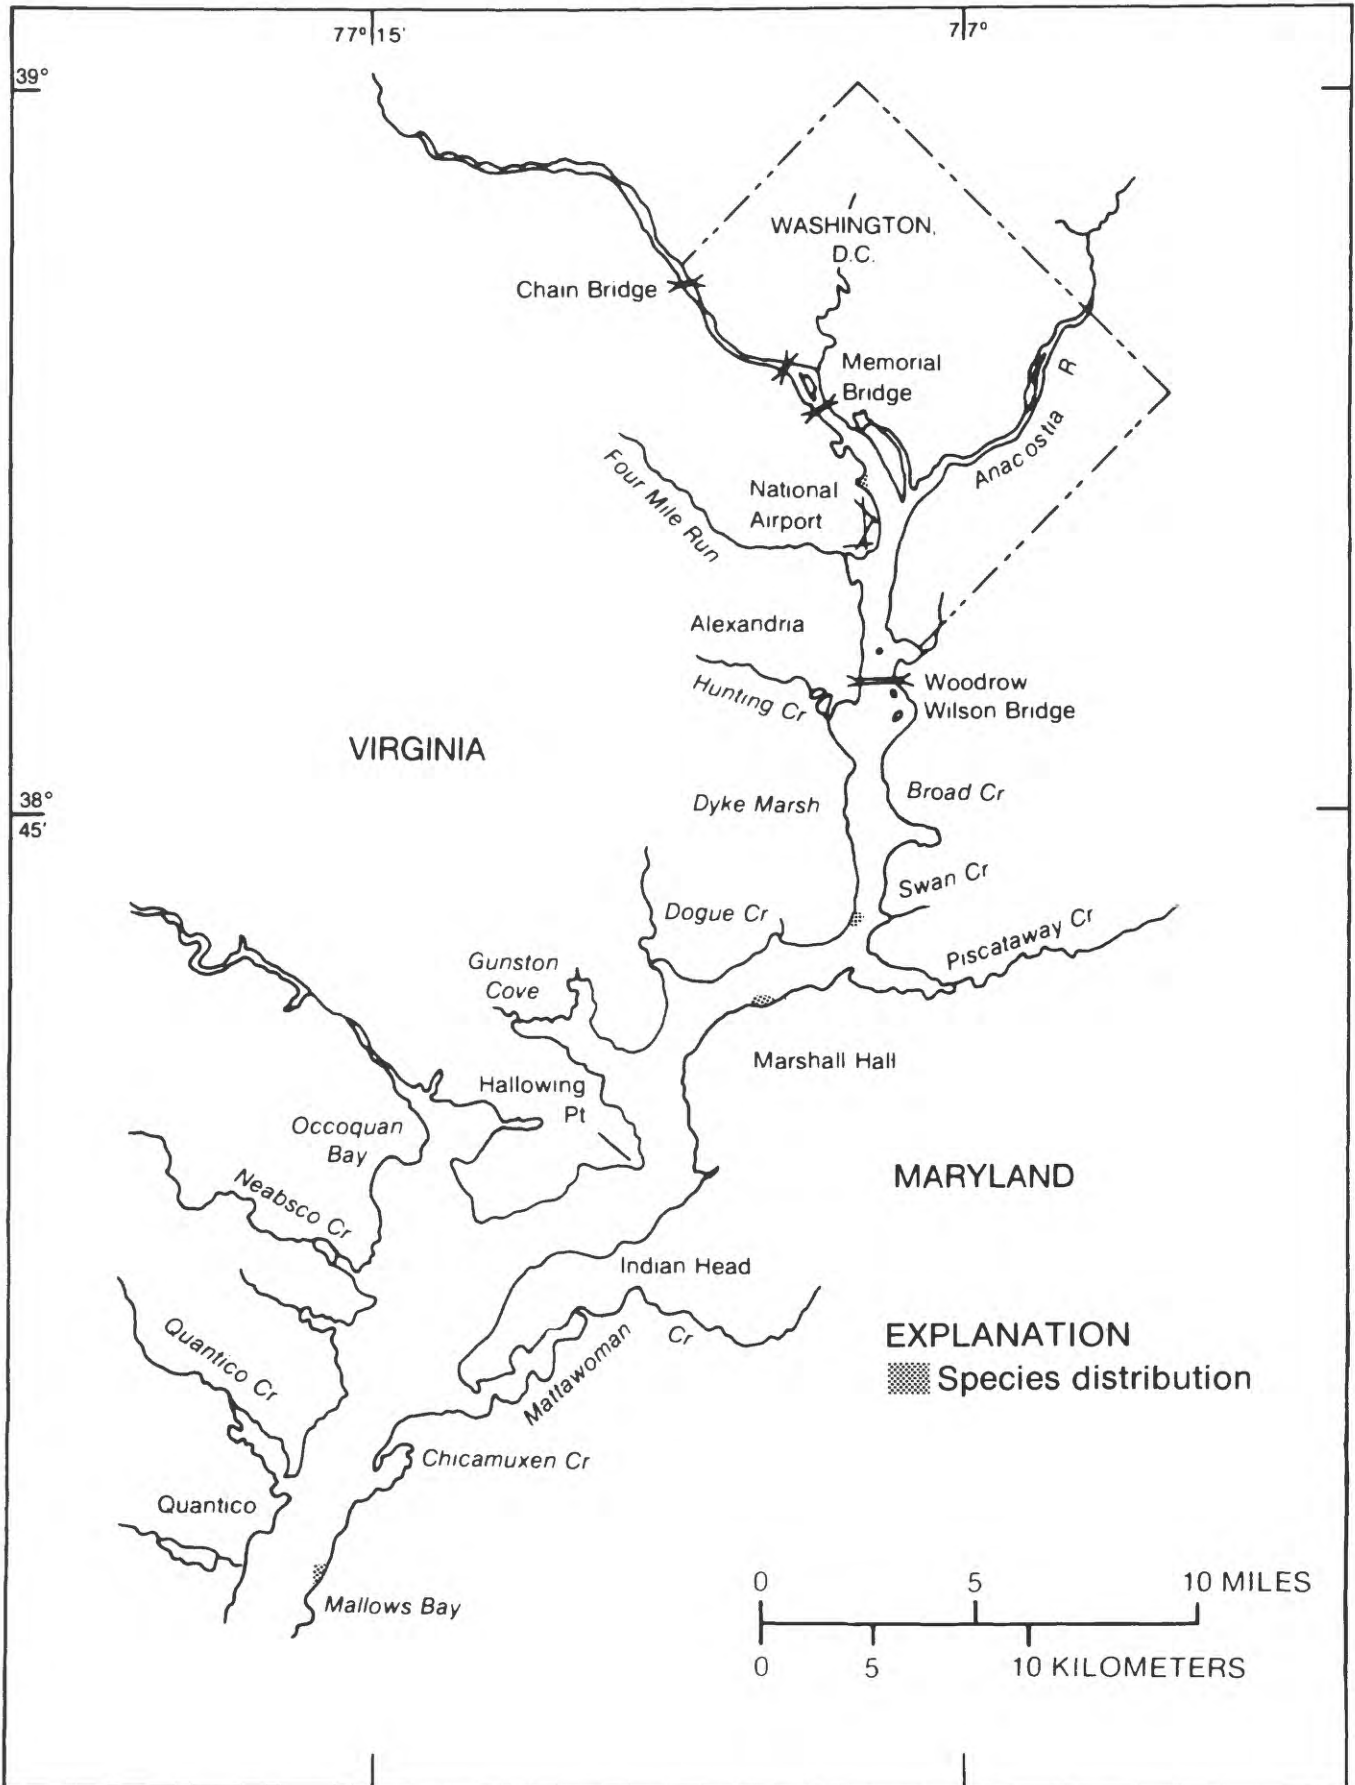 77° 15'
77°
39°
WASHINGTON,
D.C.
Chain Bridge
Memorial
Bridge
Anacostia R
Four Mile Run
National
Airport
Alexandria
Hunting Cr
Woodrow
Wilson Bridge
VIRGINIA
Dyke Marsh
Broad Cr
38°
45'
Swan Cr
Dogue Cr
Piscataway Cr
Gunston
Cove
Marshall Hall
Hallowing
Pt
Occoquan
Bay
MARYLAND
Neabsco Cr
Indian Head
Mattawoman Cr
Quantico Cr
EXPLANATION
Species distribution
Chicamuxen Cr
Quantico
Mallows Bay
0 5 10 MILES
0 5 10 KILOMETERS